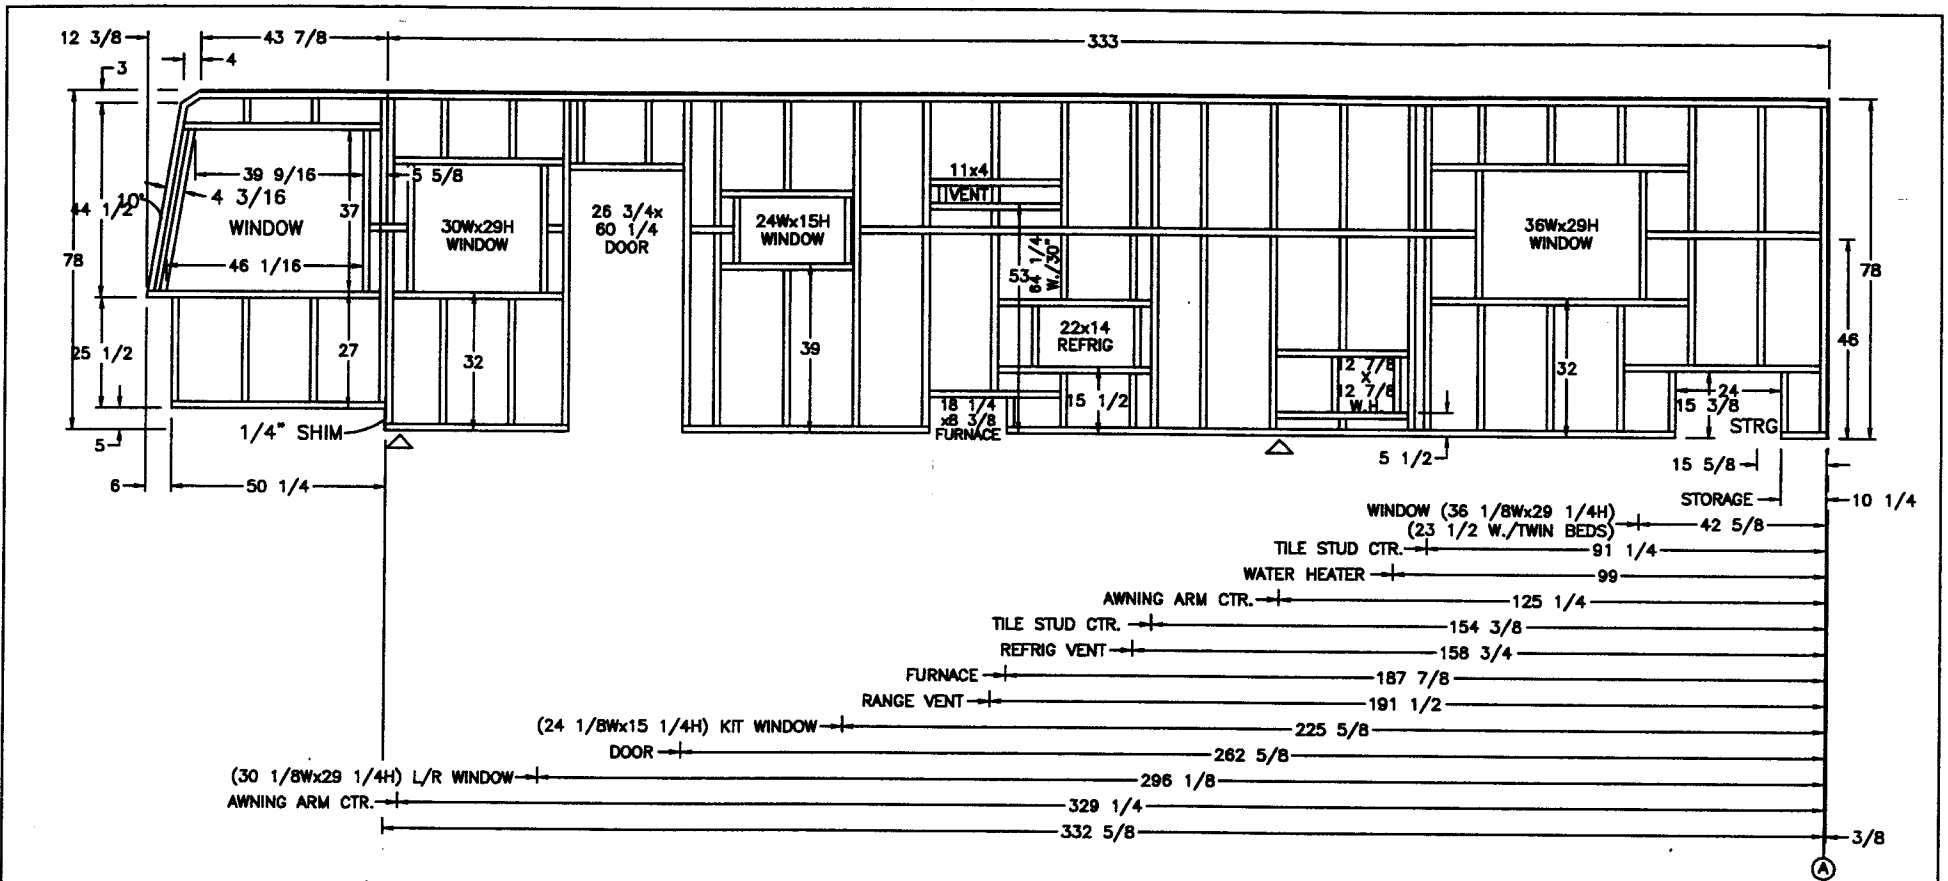 12 3/8
43 7/8
333
3
4
11x4
VENT
39 9/16
5 5/8
10°
4 3/16
44 1/2
37
WINDOW
30Wx29H
WINDOW
26 3/4x
60 1/4
DOOR
24Wx15H
WINDOW
36Wx29H
WINDOW
78
46 1/16
53
64 1/4
W./30"
78
22x14
REFRIG
25 1/2
27
32
39
12 7/8
X
12 7/8
W.H.
32
46
24
15 3/8
STRG
15 1/2
18 1/4
x8 3/8
FURNACE
1/4" SHIM
5
5 1/2
15 5/8
6
50 1/4
STORAGE
10 1/4
WINDOW (36 1/8Wx29 1/4H)
(23 1/2 W./TWIN BEDS)
42 5/8
TILE STUD CTR.
91 1/4
WATER HEATER
99
AWNING ARM CTR.
125 1/4
TILE STUD CTR.
154 3/8
REFRIG VENT
158 3/4
FURNACE
187 7/8
RANGE VENT
191 1/2
(24 1/8Wx15 1/4H) KIT WINDOW
225 5/8
DOOR
262 5/8
(30 1/8Wx29 1/4H) L/R WINDOW
296 1/8
AWNING ARM CTR.
329 1/4
332 5/8
3/8
A